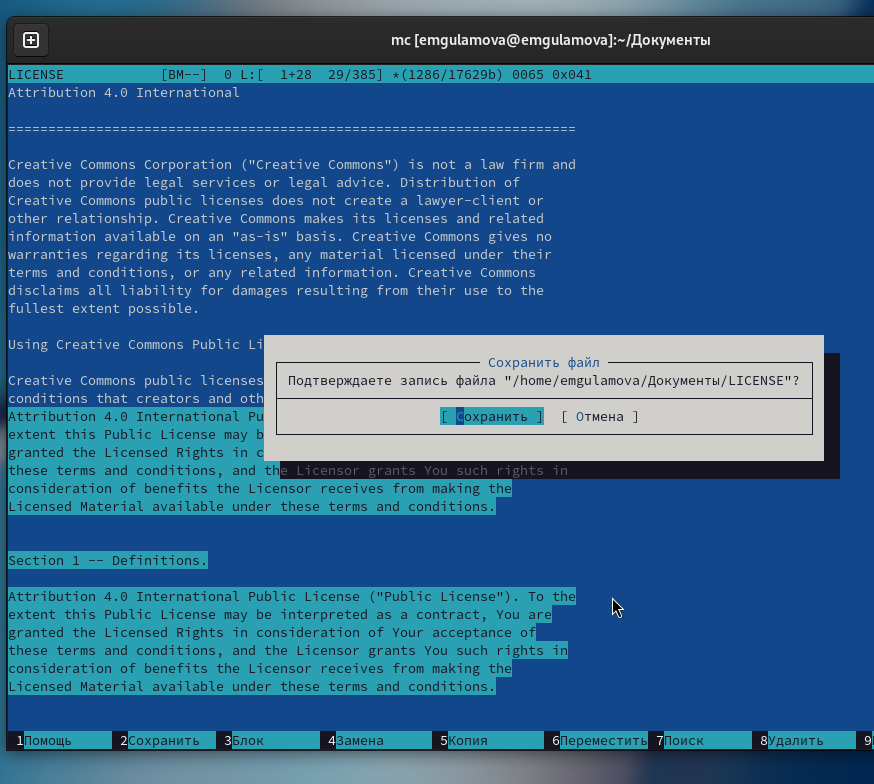 mc [emgulamova@emgulamova]:~/Документы
LICENSE [BM--] 0 L:[ 1+28 29/385] *(1286/17629b) 0065 0x041
Attribution 4.0 International
=======================================================================
Creative Commons Corporation ("Creative Commons") is not a law firm and
does not provide legal services or legal advice. Distribution of
Creative Commons public licenses does not create a lawyer-client or
other relationship. Creative Commons makes its licenses and related
information available on an "as-is" basis. Creative Commons gives no
warranties regarding its licenses, any material licensed under their
terms and conditions, or any related information. Creative Commons
disclaims all liability for damages resulting from their use to the
fullest extent possible.
Using Creative Commons Public Li
Creative Commons public licenses
conditions that creators and oth
Attribution 4.0 International Pu
extent this Public License may b
granted the Licensed Rights in c
these terms and conditions, and the Licensor grants You such rights in
consideration of benefits the Licensor receives from making the
Licensed Material available under these terms and conditions.
Section 1 -- Definitions.
Attribution 4.0 International Public License ("Public License"). To the
extent this Public License may be interpreted as a contract, You are
granted the Licensed Rights in consideration of Your acceptance of
these terms and conditions, and the Licensor grants You such rights in
consideration of benefits the Licensor receives from making the
Licensed Material available under these terms and conditions.
Сохранить файл
Подтверждаете запись файла "/home/emgulamova/Документы/LICENSE"?
[ Сохранить ] [ Отмена ]
1Помощь 2Сохранить 3Блок 4Замена 5Копия 6Переместить 7Поиск 8Удалить 9